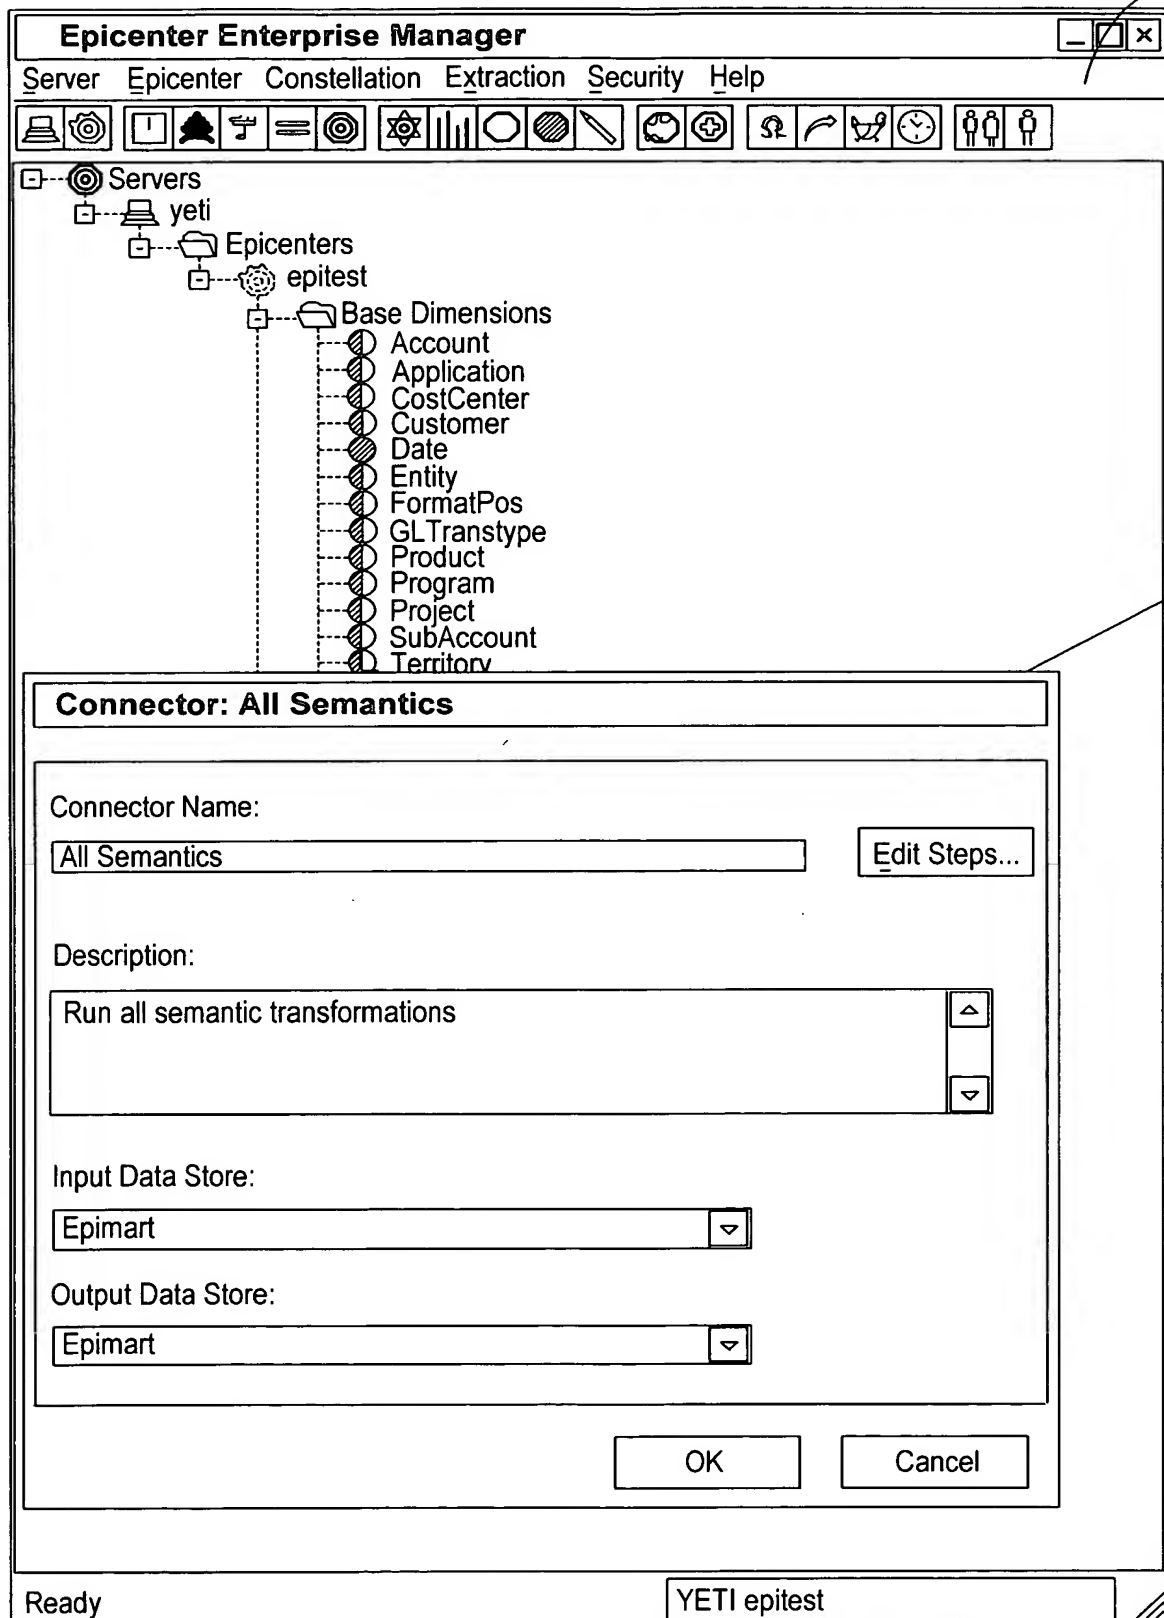 Epicenter Enterprise Manager
Server Epicenter Constellation Extraction Security Help
Servers
yeti
Epicenters
epitest
Base Dimensions
Account
Application
CostCenter
Customer
Date
Entity
FormatPos
GLTranstype
Product
Program
Project
SubAccount
Territory
Connector: All Semantics
Connector Name:
All Semantics
Edit Steps...
Description:
Run all semantic transformations
Input Data Store:
Epimart
Output Data Store:
Epimart
OK Cancel
Ready YETI epitest